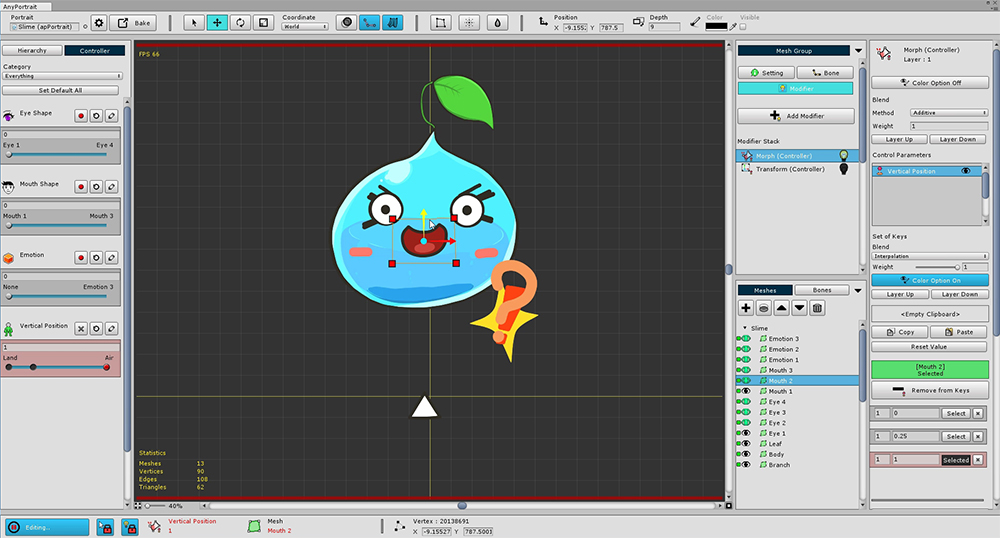 AnyPortrait
Portrait
Slime (apPortrait)
Bake
Coordinate
World
Position
X -9.1552 Y 787.5
Depth
9
Color
Visible
Hierarchy
Controller
Category
Everything
Set Default All
Eye Shape
0
Eye 1 Eye 4
Mouth Shape
0
Mouth 1 Mouth 3
Emotion
0
None Emotion 3
Vertical Position
1
Land Air
FPS 66
Statistics
Meshes 13
Vertices 90
Edges 108
Triangles 62
40%
Mesh Group
Setting
Bone
Modifier
Add Modifier
Modifier Stack
Morph (Controller)
Transform (Controller)
Meshes
Bones
Slime
Emotion 3
Emotion 2
Emotion 1
Mouth 3
Mouth 2
Mouth 1
Eye 4
Eye 3
Eye 2
Eye 1
Leaf
Body
Branch
Morph (Controller)
Layer : 1
Color Option Off
Blend
Method Additive
Weight 1
Layer Up Layer Down
Control Parameters
Vertical Position
Set of Keys
Blend
Interpolation
Weight 1
Color Option On
Layer Up Layer Down
<Empty Clipboard>
Copy Paste
Reset Value
[Mouth 2]
Selected
Remove from Keys
1 0 Select
1 0.25 Select
1 1 Selected
Editing..
Vertical Position
1
Mesh
Mouth 2
Vertex : 20138691
X -9.15527 Y 787.5001